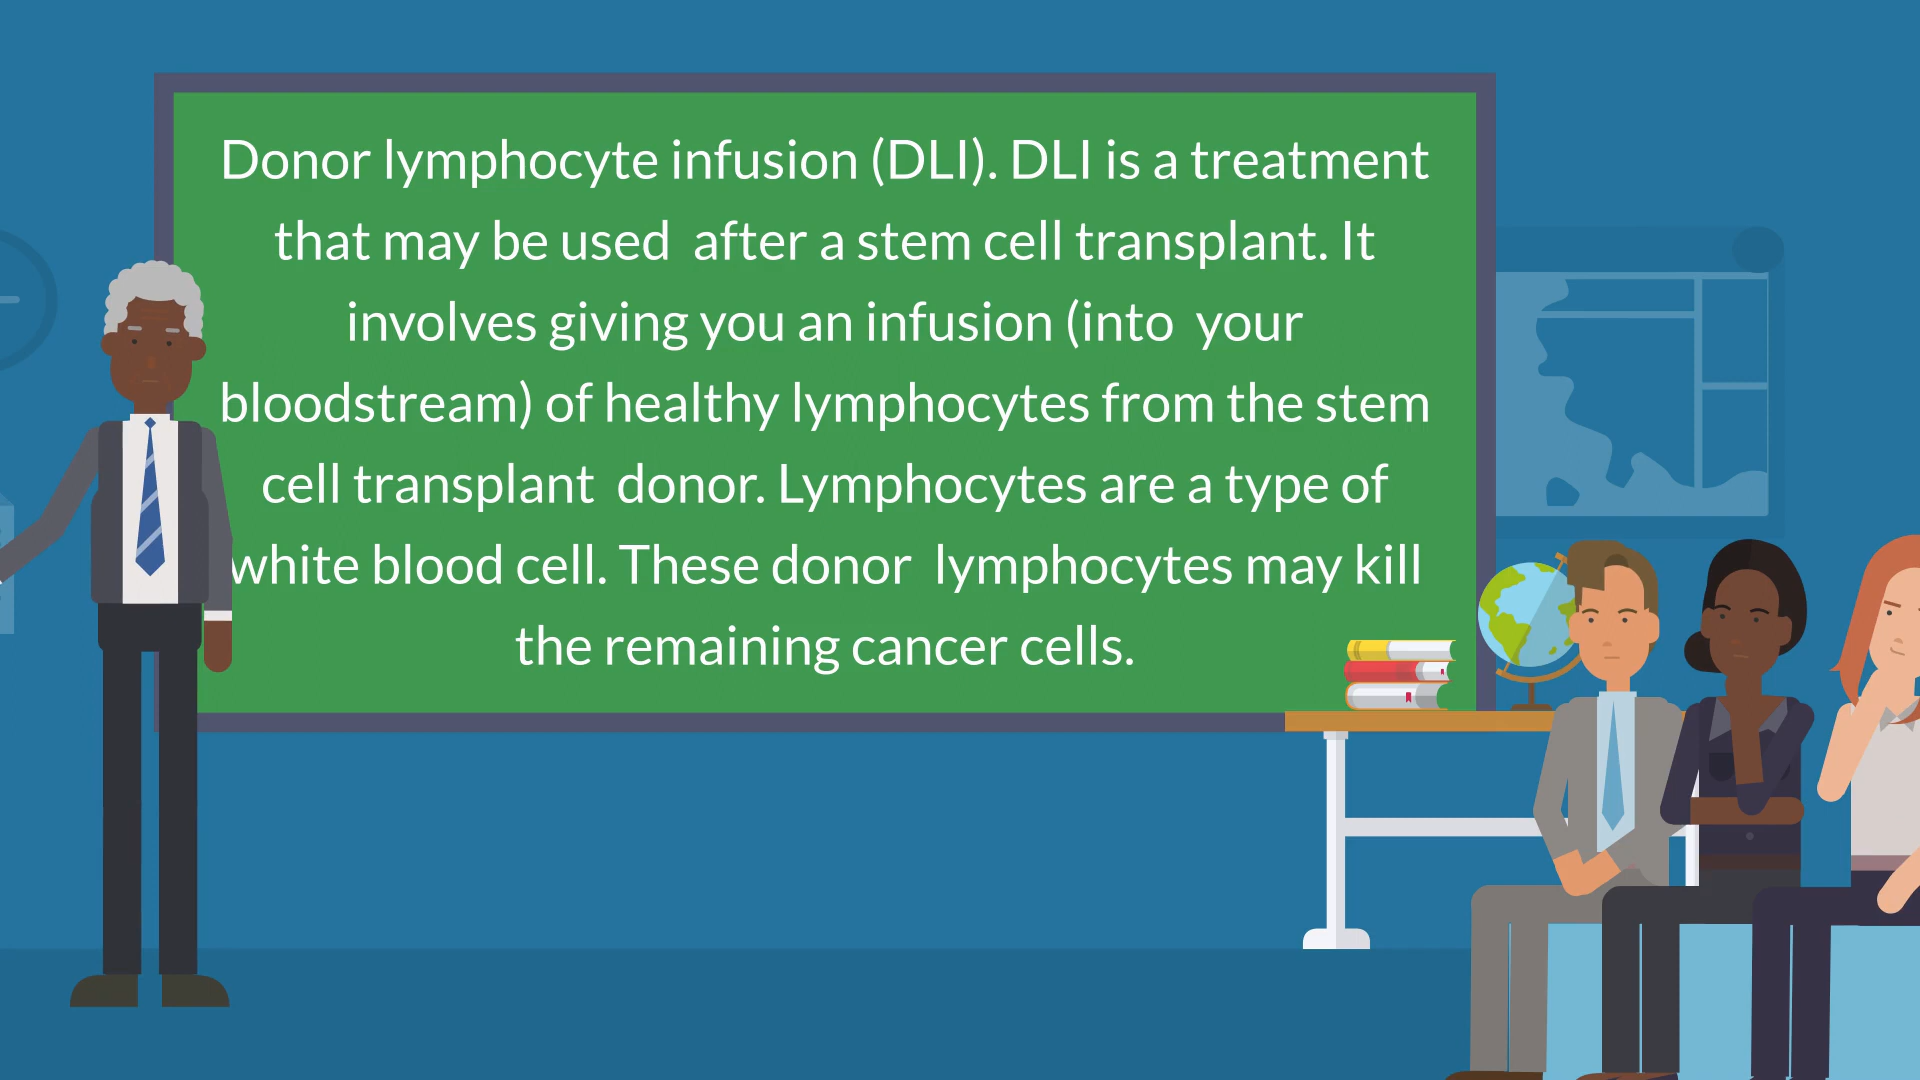 Donor lymphocyte infusion (DLI). DLI is a treatment
that may be used  after a stem cell transplant. It
involves giving you an infusion (into  your
bloodstream) of healthy lymphocytes from the stem
cell transplant  donor. Lymphocytes are a type of
white blood cell. These donor  lymphocytes may kill
the remaining cancer cells.